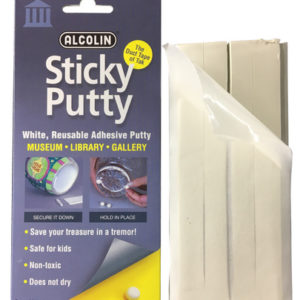 ALCOLIN
The
Duct Tape of
Tak
Sticky
Putty
White, Reusable Adhesive Putty
MUSEUM • LIBRARY • GALLERY
SECURE IT DOWN
HOLD IN PLACE
• Save your treasure in a tremor!
• Safe for kids
• Non-toxic
• Does not dry